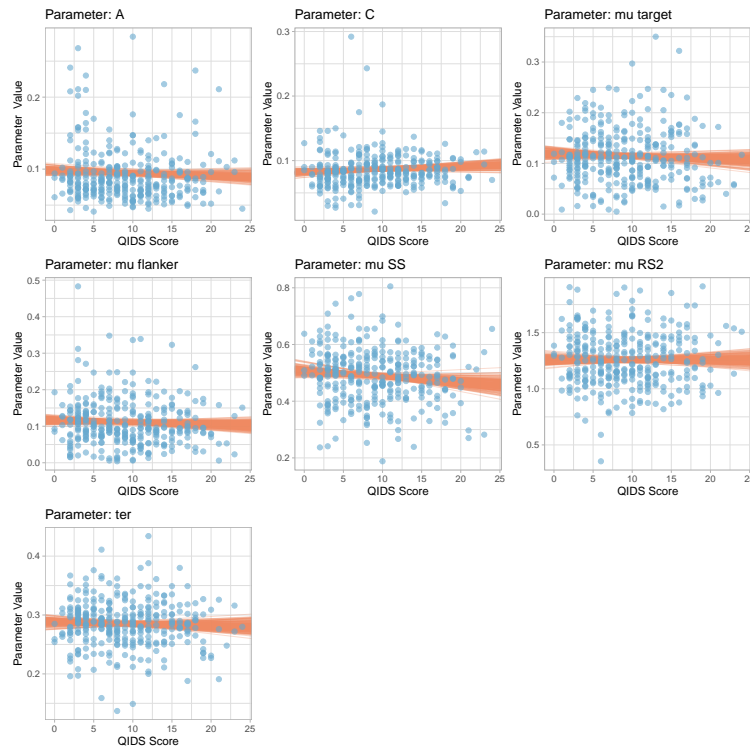 Parameter: A
Parameter Value
0.2
0.1
0 5 10 15 20 25
QIDS Score
Parameter: C
Parameter Value
0.3
0.2
0.1
0.0
0 5 10 15 20 25
QIDS Score
Parameter: mu target
Parameter Value
0.3
0.2
0.1
0.0
0 5 10 15 20 25
QIDS Score
Parameter: mu flanker
Parameter Value
0.5
0.4
0.3
0.2
0.1
0.0
0 5 10 15 20 25
QIDS Score
Parameter: mu SS
Parameter Value
0.8
0.6
0.4
0.2
0 5 10 15 20 25
QIDS Score
Parameter: mu RS2
Parameter Value
1.5
1.0
0.5
0 5 10 15 20 25
QIDS Score
Parameter: ter
Parameter Value
0.4
0.3
0.2
0 5 10 15 20 25
QIDS Score